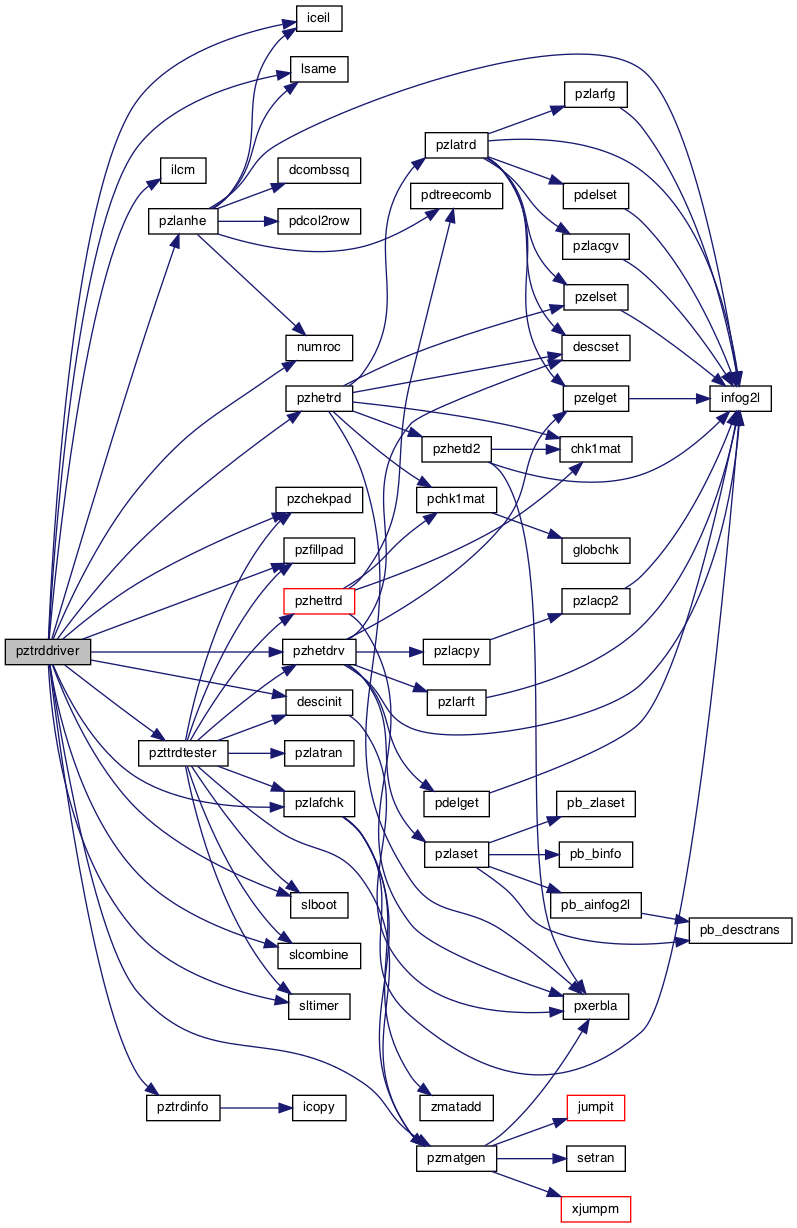 iceil
lsame
pzlarfg
pzlatrd
ilcm
dcombssq
pdtreecomb
pdelset
pzlanhe
pdcol2row
pzlacgv
pzelset
numroc
descset
pzhetrd
pzelget
infog2l
pzhetd2
chk1mat
pzchekpad
pchk1mat
pzfillpad
globchk
pzhettrd
pzlacp2
pztrddriver
pzhetdrv
pzlacpy
descinit
pzlarft
pzttrdtester
pzlatran
pzlafchk
pdelget
pb_zlaset
pzlaset
pb_binfo
slboot
pb_ainfog2l
pb_desctrans
slcombine
sltimer
pxerbla
pztrdinfo
icopy
zmatadd
jumpit
pzmatgen
setran
xjumpm